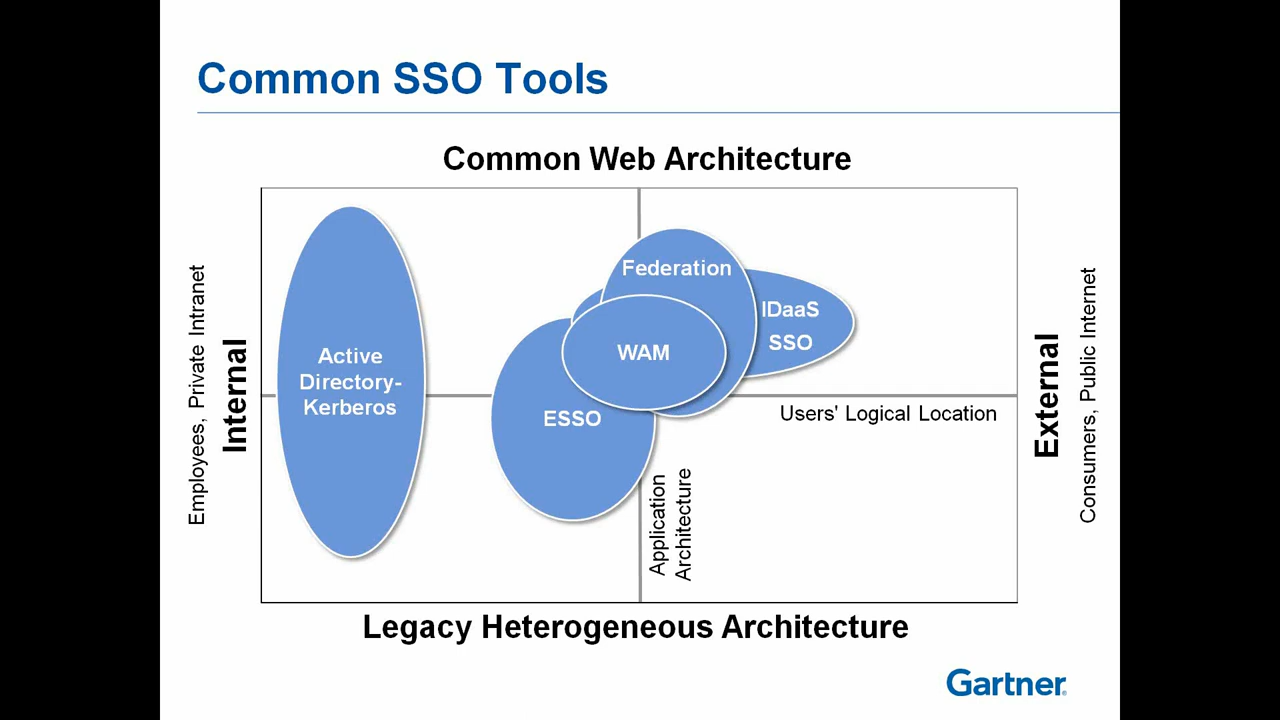 Common SSO Tools
Common Web Architecture
Employees, Private Intranet
Internal
Active
Directory-
Kerberos
Federation
IDaaS
SSO
WAM
ESSO
Users' Logical Location
Application
Architecture
External
Consumers, Public Internet
Legacy Heterogeneous Architecture
Gartner